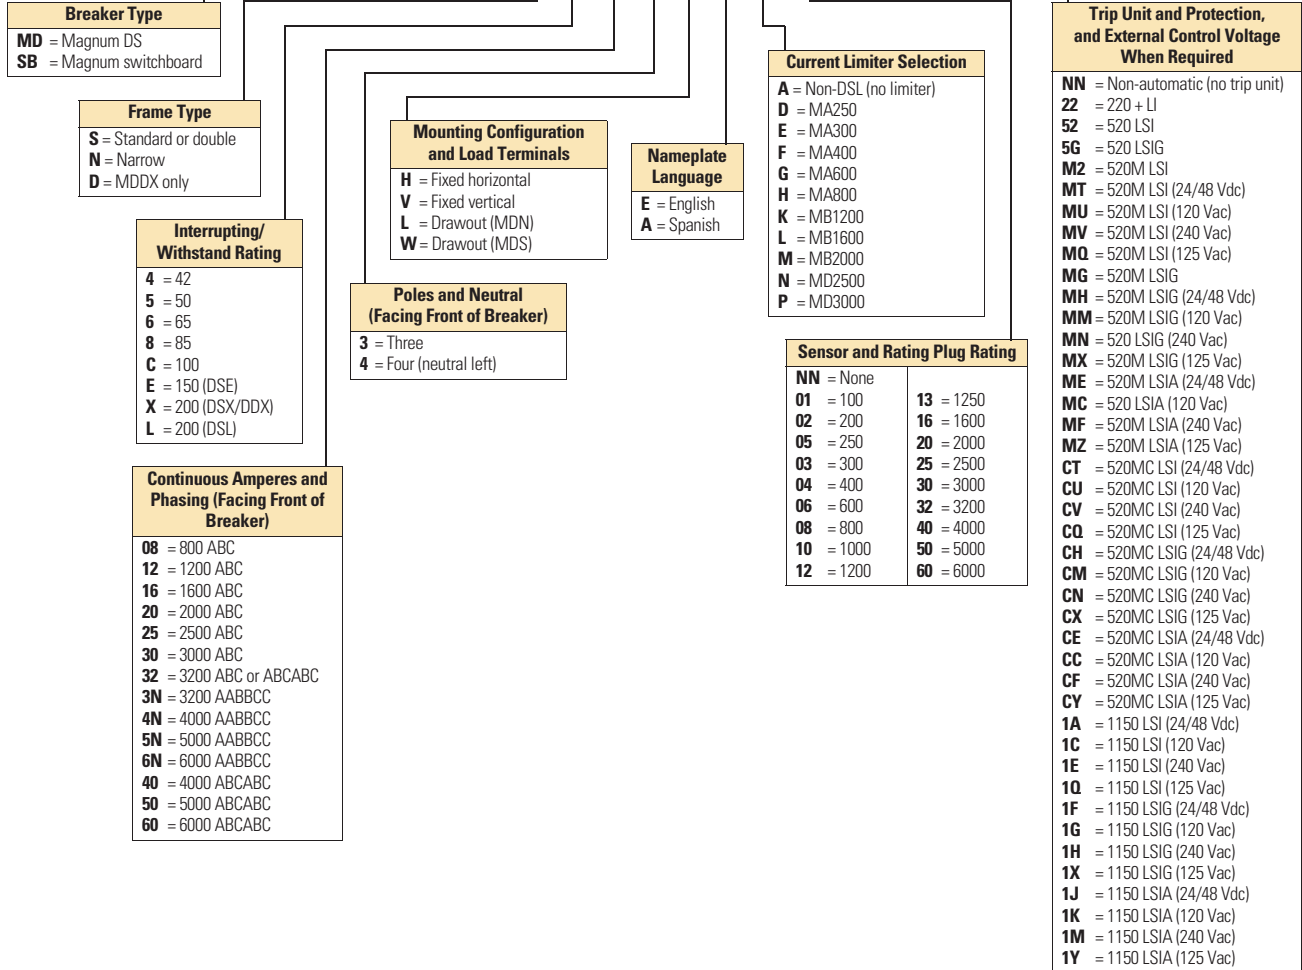 Breaker Type
MD = Magnum DS
SB = Magnum switchboard
Frame Type
S = Standard or double
N = Narrow
D = MDDX only
Interrupting/
Withstand Rating
4 = 42
5 = 50
6 = 65
8 = 85
C = 100
E = 150 (DSE)
X = 200 (DSX/DDX)
L = 200 (DSL)
Continuous Amperes and
Phasing (Facing Front of
Breaker)
08 = 800 ABC
12 = 1200 ABC
16 = 1600 ABC
20 = 2000 ABC
25 = 2500 ABC
30 = 3000 ABC
32 = 3200 ABC or ABCABC
3N = 3200 AABBCC
4N = 4000 AABBCC
5N = 5000 AABBCC
6N = 6000 AABBCC
40 = 4000 ABCABC
50 = 5000 ABCABC
60 = 6000 ABCABC
Poles and Neutral
(Facing Front of Breaker)
3 = Three
4 = Four (neutral left)
Mounting Configuration
and Load Terminals
H = Fixed horizontal
V = Fixed vertical
L = Drawout (MDN)
W = Drawout (MDS)
Nameplate
Language
E = English
A = Spanish
Current Limiter Selection
A = Non-DSL (no limiter)
D = MA250
E = MA300
F = MA400
G = MA600
H = MA800
K = MB1200
L = MB1600
M = MB2000
N = MD2500
P = MD3000
Sensor and Rating Plug Rating
NN = None
01 = 100
02 = 200
05 = 250
03 = 300
04 = 400
06 = 600
08 = 800
10 = 1000
12 = 1200
13 = 1250
16 = 1600
20 = 2000
25 = 2500
30 = 3000
32 = 3200
40 = 4000
50 = 5000
60 = 6000
Trip Unit and Protection,
and External Control Voltage
When Required
NN = Non-automatic (no trip unit)
22 = 220 + LI
52 = 520 LSI
5G = 520 LSIG
M2 = 520M LSI
MT = 520M LSI (24/48 Vdc)
MU = 520M LSI (120 Vac)
MV = 520M LSI (240 Vac)
MQ = 520M LSI (125 Vac)
MG = 520M LSIG
MH = 520M LSIG (24/48 Vdc)
MM = 520M LSIG (120 Vac)
MN = 520 LSIG (240 Vac)
MX = 520M LSIG (125 Vac)
ME = 520M LSIA (24/48 Vdc)
MC = 520 LSIA (120 Vac)
MF = 520M LSIA (240 Vac)
MZ = 520M LSIA (125 Vac)
CT = 520MC LSI (24/48 Vdc)
CU = 520MC LSI (120 Vac)
CV = 520MC LSI (240 Vac)
CQ = 520MC LSI (125 Vac)
CH = 520MC LSIG (24/48 Vdc)
CM = 520MC LSIG (120 Vac)
CN = 520MC LSIG (240 Vac)
CX = 520MC LSIG (125 Vac)
CE = 520MC LSIA (24/48 Vdc)
CC = 520MC LSIA (120 Vac)
CF = 520MC LSIA (240 Vac)
CY = 520MC LSIA (125 Vac)
1A = 1150 LSI (24/48 Vdc)
1C = 1150 LSI (120 Vac)
1E = 1150 LSI (240 Vac)
1Q = 1150 LSI (125 Vac)
1F = 1150 LSIG (24/48 Vdc)
1G = 1150 LSIG (120 Vac)
1H = 1150 LSIG (240 Vac)
1X = 1150 LSIG (125 Vac)
1J = 1150 LSIA (24/48 Vdc)
1K = 1150 LSIA (120 Vac)
1M = 1150 LSIA (240 Vac)
1Y = 1150 LSIA (125 Vac)